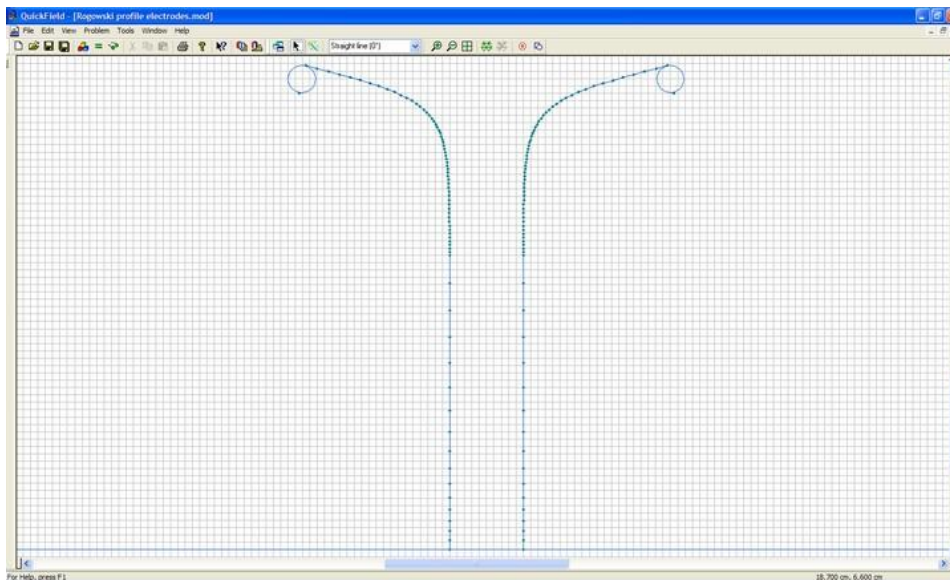 QuickField - [Rogowski profile electrodes.mod]
File Edit View Problem Tools Window Help
Straight line (0°)
For Help, press F1
18.700 cm, 6.600 cm